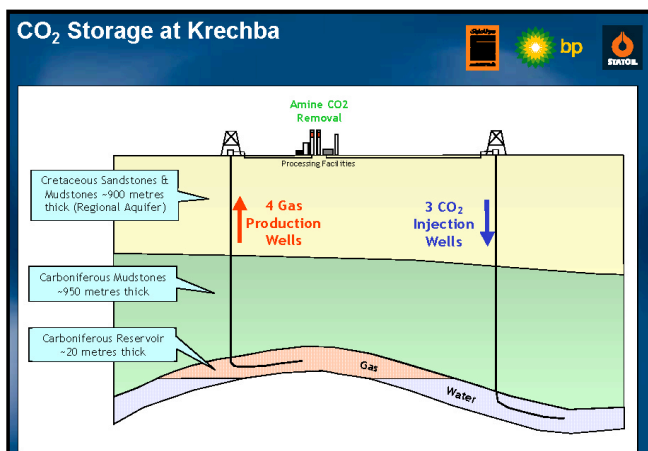 CO₂ Storage at Krechba
bp
STATOIL
Amine CO2
Removal
Processing Facilities
Cretaceous Sandstones &
Mudstones ~900 metres
thick (Regional Aquifer)
4 Gas
Production
Wells
3 CO₂
Injection
Wells
Carboniferous Mudstones
~950 metres thick
Carboniferous Reservoir
~20 metres thick
Gas
Water